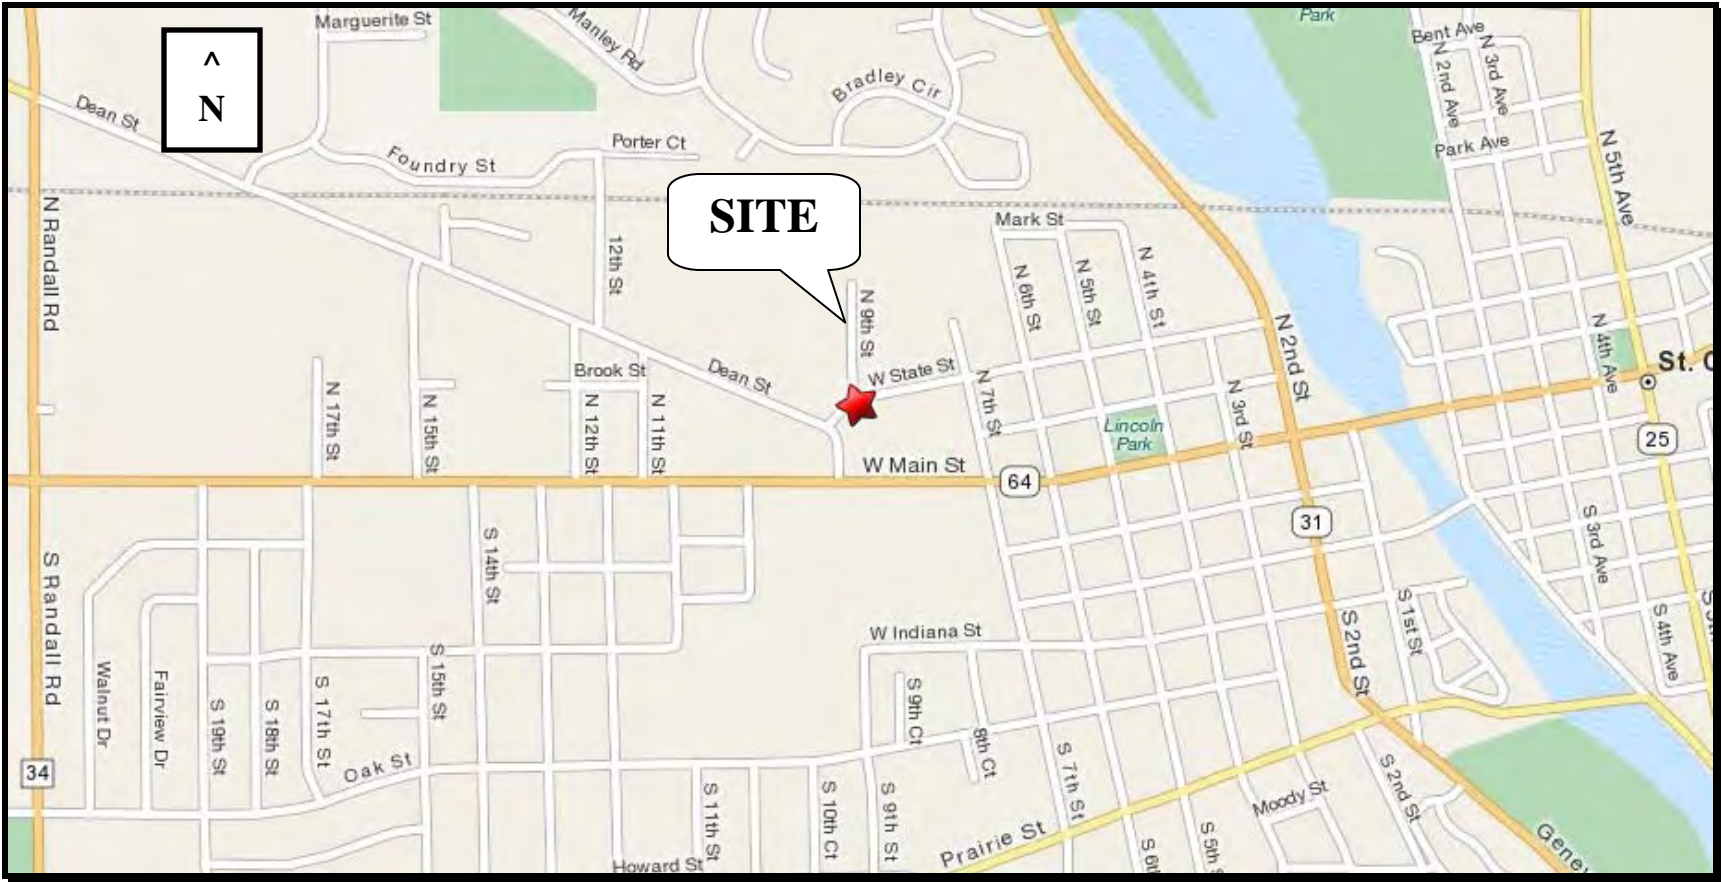 Marguerite St
Manley Rd
Park
Bent Ave
N 2nd Ave
N 3rd Ave
^
N
Dean St
Bradley Cir
Foundry St
Porter Ct
Park Ave
N 5th Ave
N Randall Rd
SITE
Mark St
12th St
N 9th St
N 6th St
N 5th St
N 4th St
N 2nd St
N 4th Ave
St. C
Brook St
Dean St
W State St
N 7th St
N 3rd St
N 17th St
N 15th St
N 12th St
N 11th St
Lincoln
Park
25
W Main St
64
31
S Randall Rd
S 14th St
S 3rd Ave
S 1st St
S 2nd St
S 4th Ave
W Indiana St
Walnut Dr
Fairview Dr
S 19th St
S 18th St
S 17th St
S 15th St
S 9th Ct
8th Ct
S 7th St
34
Oak St
S 11th St
S 10th Ct
S 9th St
Prairie St
Moody St
S 2nd St
S 6th
S 5th S
Howard St
Genev